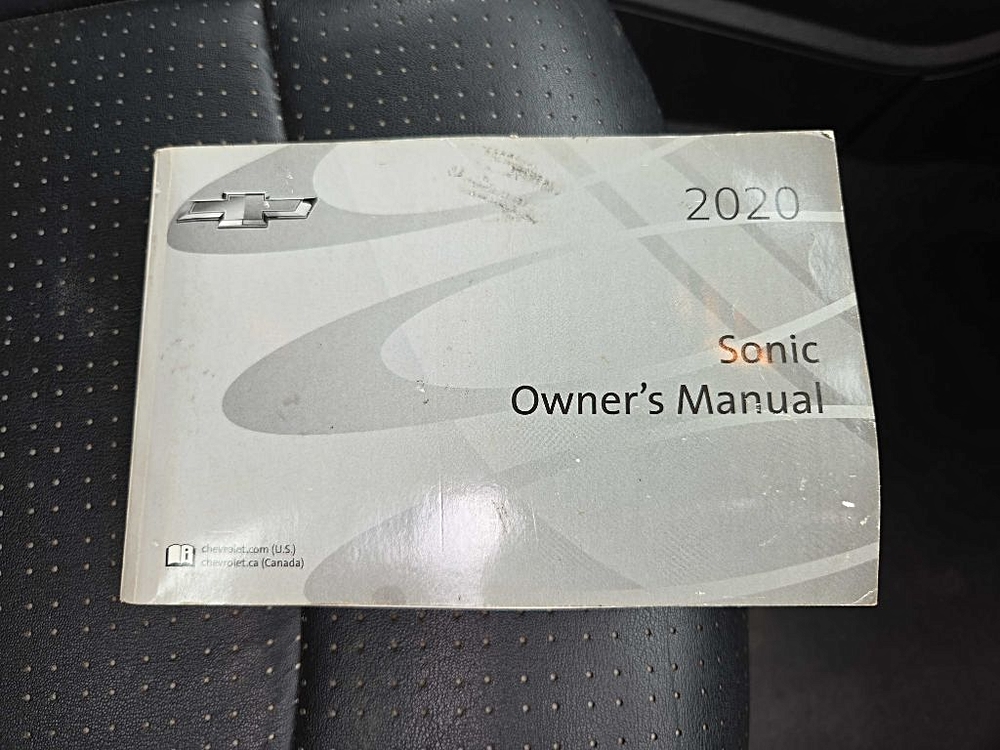 2020
Sonic
Owner's Manual
chevrolet.com (U.S.)
chevrolet.ca (Canada)